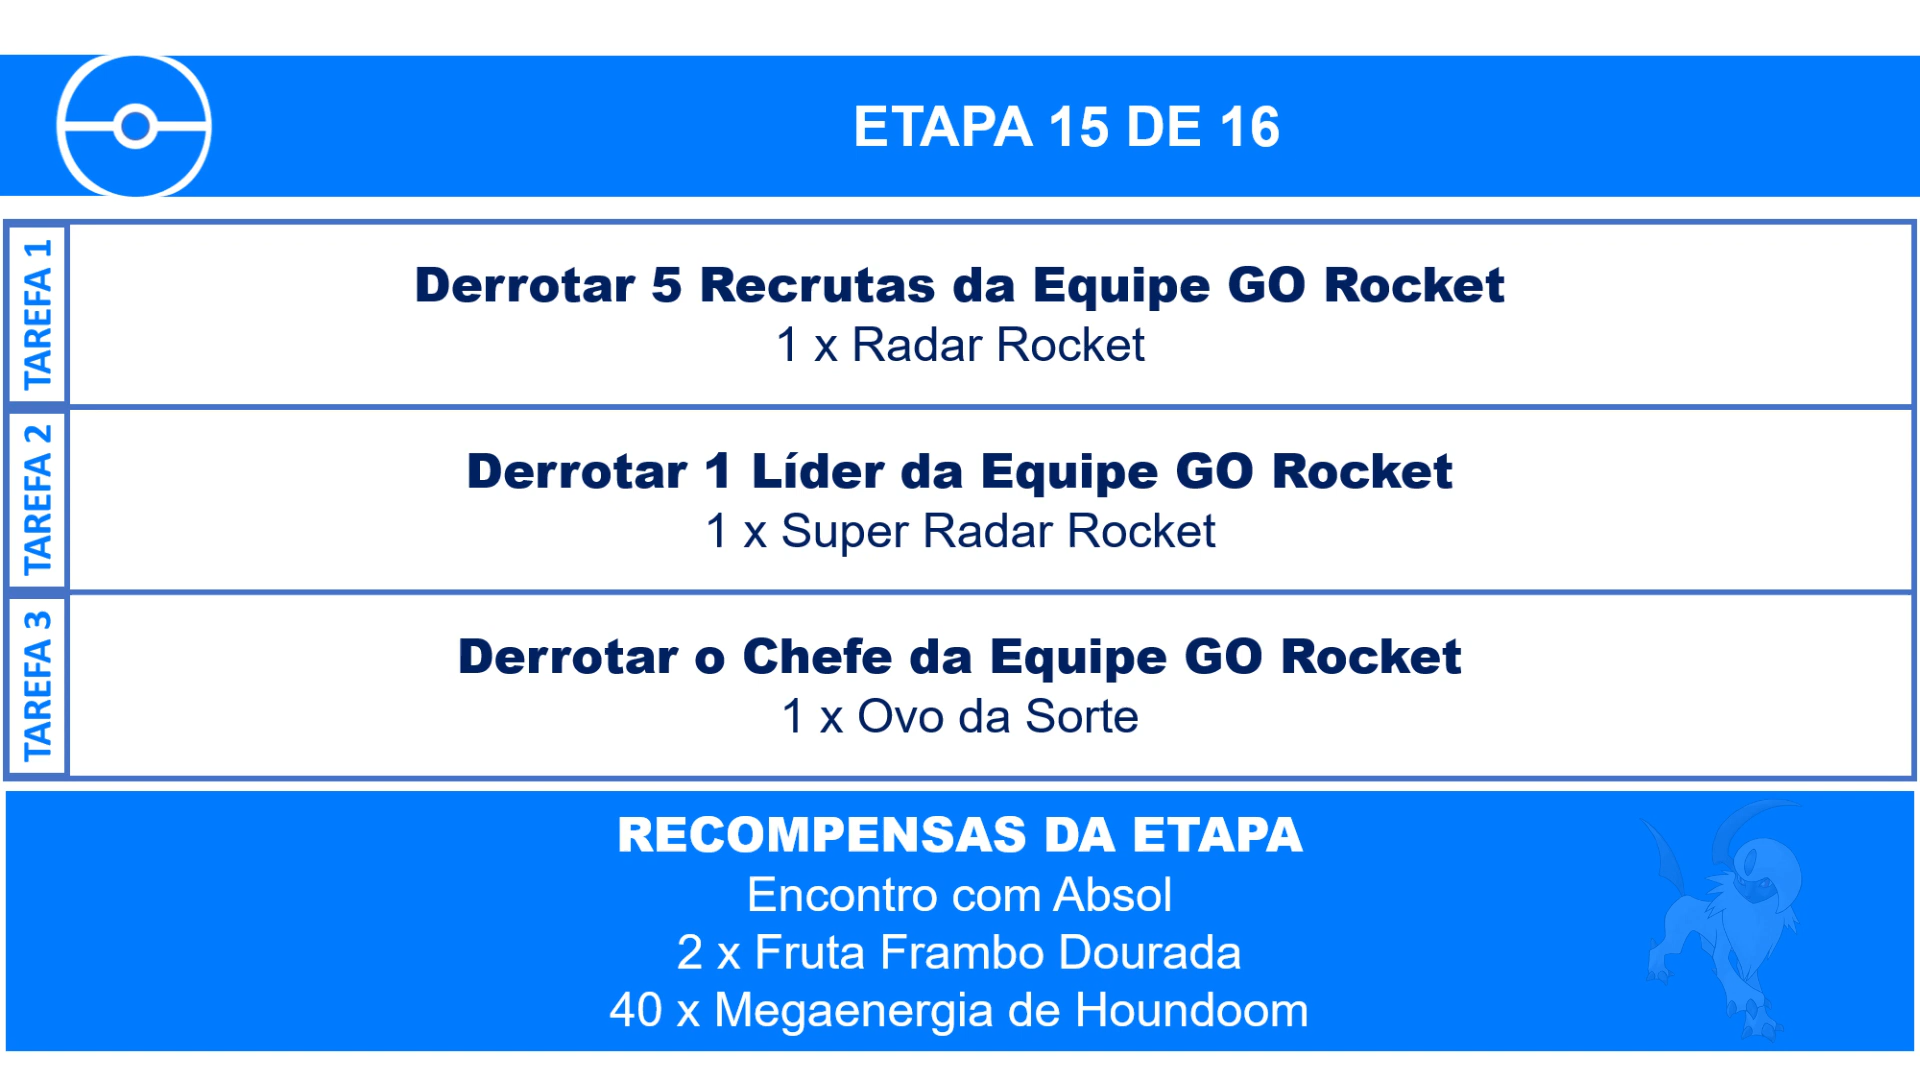 ETAPA 15 DE 16
TAREFA 1
Derrotar 5 Recrutas da Equipe GO Rocket
1 x Radar Rocket
TAREFA 2
Derrotar 1 Líder da Equipe GO Rocket
1 x Super Radar Rocket
TAREFA 3
Derrotar o Chefe da Equipe GO Rocket
1 x Ovo da Sorte
RECOMPENSAS DA ETAPA
Encontro com Absol
2 x Fruta Frambo Dourada
40 x Megaenergia de Houndoom